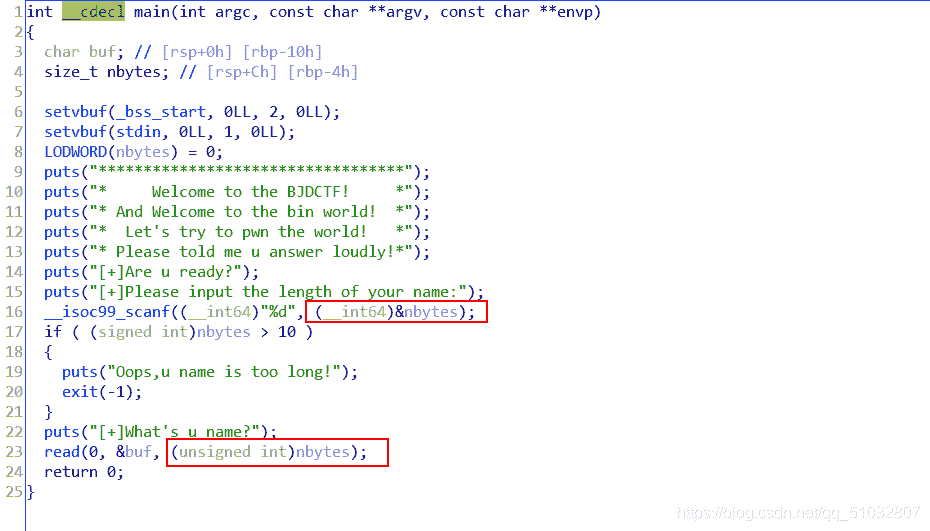 1 int __cdecl main(int argc, const char **argv, const char **envp)
2 {
3 char buf; // [rsp+0h] [rbp-10h]
4 size_t nbytes; // [rsp+Ch] [rbp-4h]
5
6 setvbuf(_bss_start, 0LL, 2, 0LL);
7 setvbuf(stdin, 0LL, 1, 0LL);
8 LODWORD(nbytes) = 0;
9 puts("**********************************");
10 puts("*     Welcome to the BJDCTF!     *");
11 puts("* And Welcome to the bin world!  *");
12 puts("*  Let's try to pwn the world!   *");
13 puts("* Please told me u answer loudly!*");
14 puts("[+]Are u ready?");
15 puts("[+]Please input the length of your name:");
16 __isoc99_scanf((__int64)"%d", (__int64)&nbytes);
17 if ( (signed int)nbytes > 10 )
18 {
19 puts("Oops,u name is too long!");
20 exit(-1);
21 }
22 puts("[+]What's u name?");
23 read(0, &buf, (unsigned int)nbytes);
24 return 0;
25 }
https://blog.csdn.net/qq_51032807